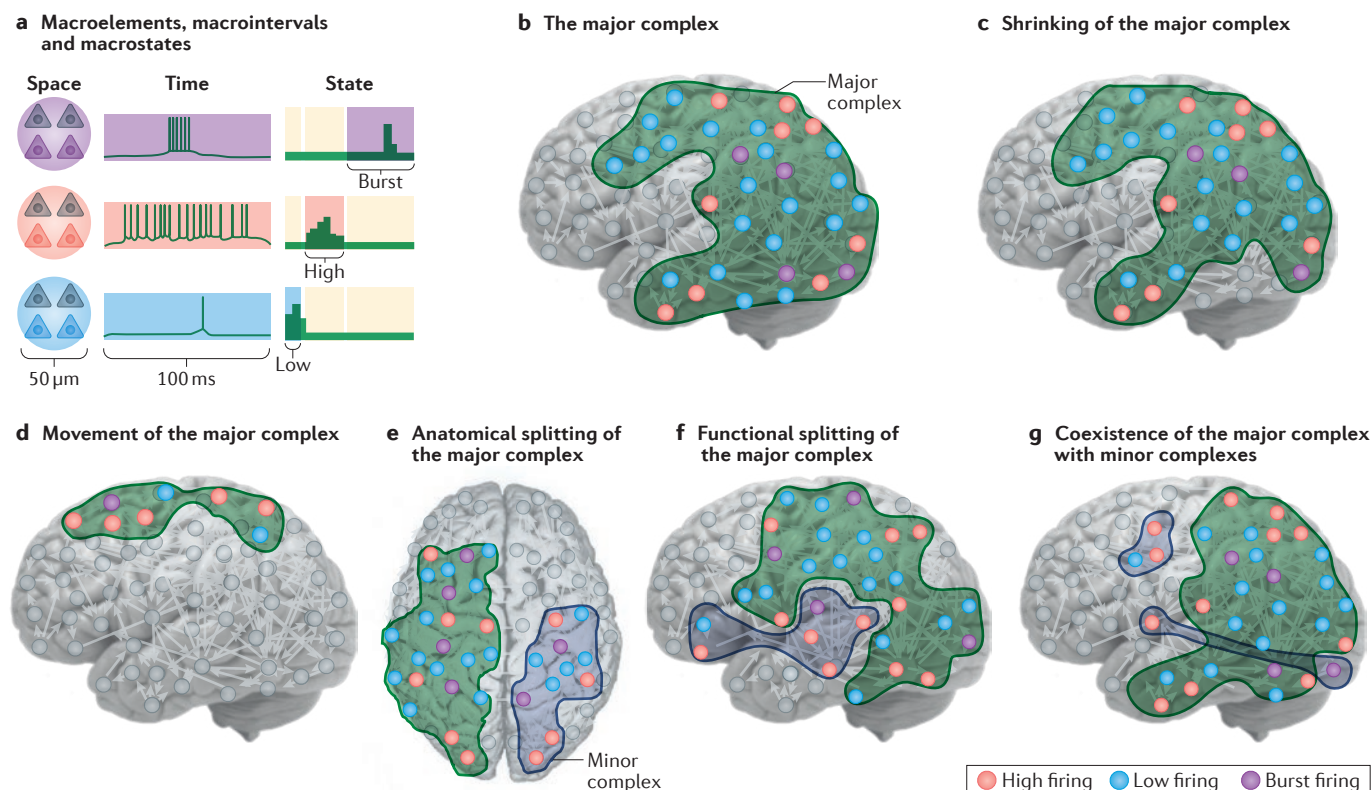 a Macroelements, macrointervals
and macrostates
Space Time State
Burst
High
Low
50 µm 100 ms
b The major complex
Major
complex
c Shrinking of the major complex
d Movement of the major complex
e Anatomical splitting of
the major complex
Minor
complex
f Functional splitting of
the major complex
g Coexistence of the major complex
with minor complexes
High firing Low firing Burst firing